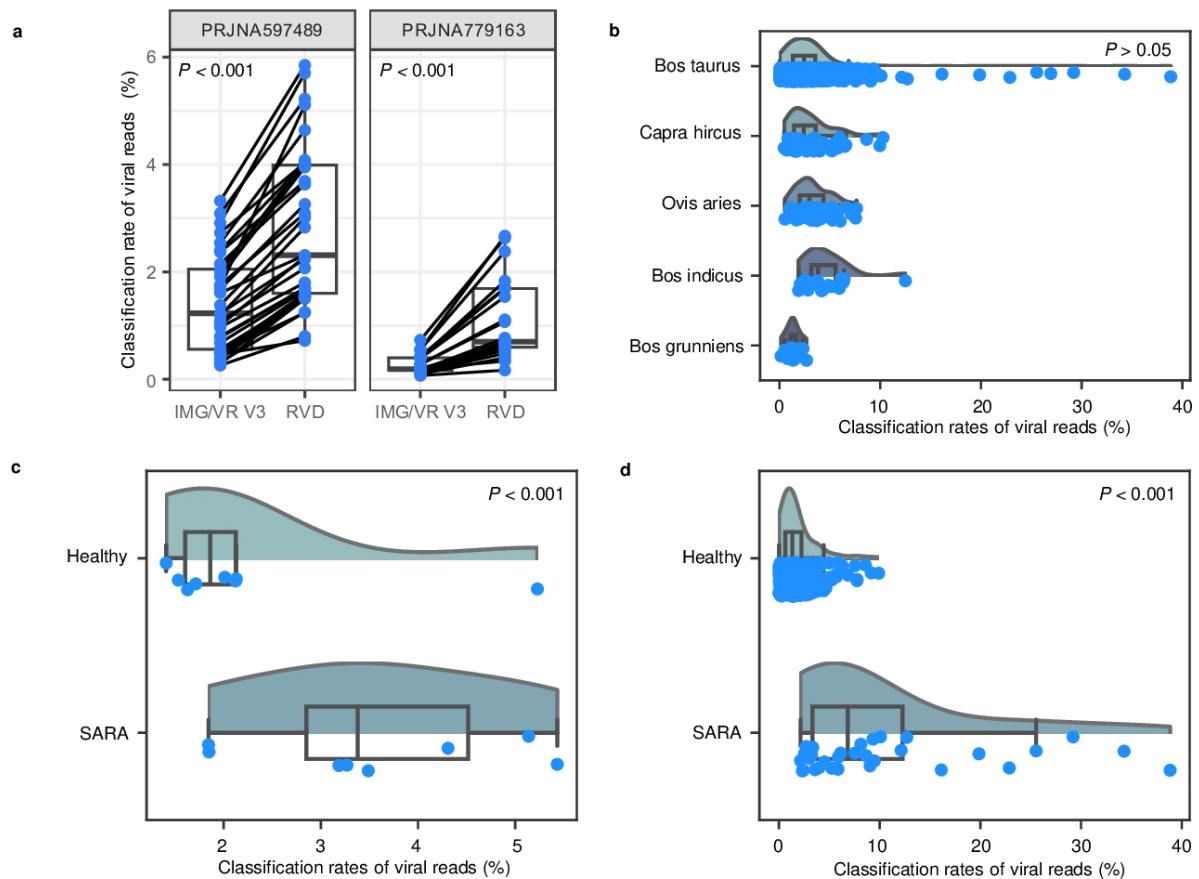 a
PRJNA597489
PRJNA779163
P < 0.001
P < 0.001
6
4
2
0
Classification rate of viral reads (%)
IMG/VR V3
RVD
IMG/VR V3
RVD
b
P > 0.05
Bos taurus
Capra hircus
Ovis aries
Bos indicus
Bos grunniens
0
10
20
30
40
Classification rates of viral reads (%)
c
P < 0.001
Healthy
SARA
2
3
4
5
Classification rates of viral reads (%)
d
P < 0.001
Healthy
SARA
0
10
20
30
40
Classification rates of viral reads (%)